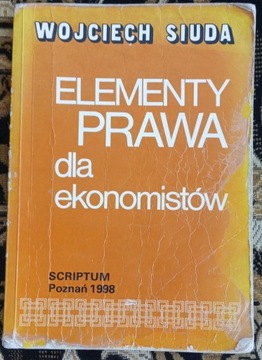 WOJCIECH SIUDA
ELEMENTY
PRAWA
dla
ekonomistów
SCRIPTUM
Poznań 1998